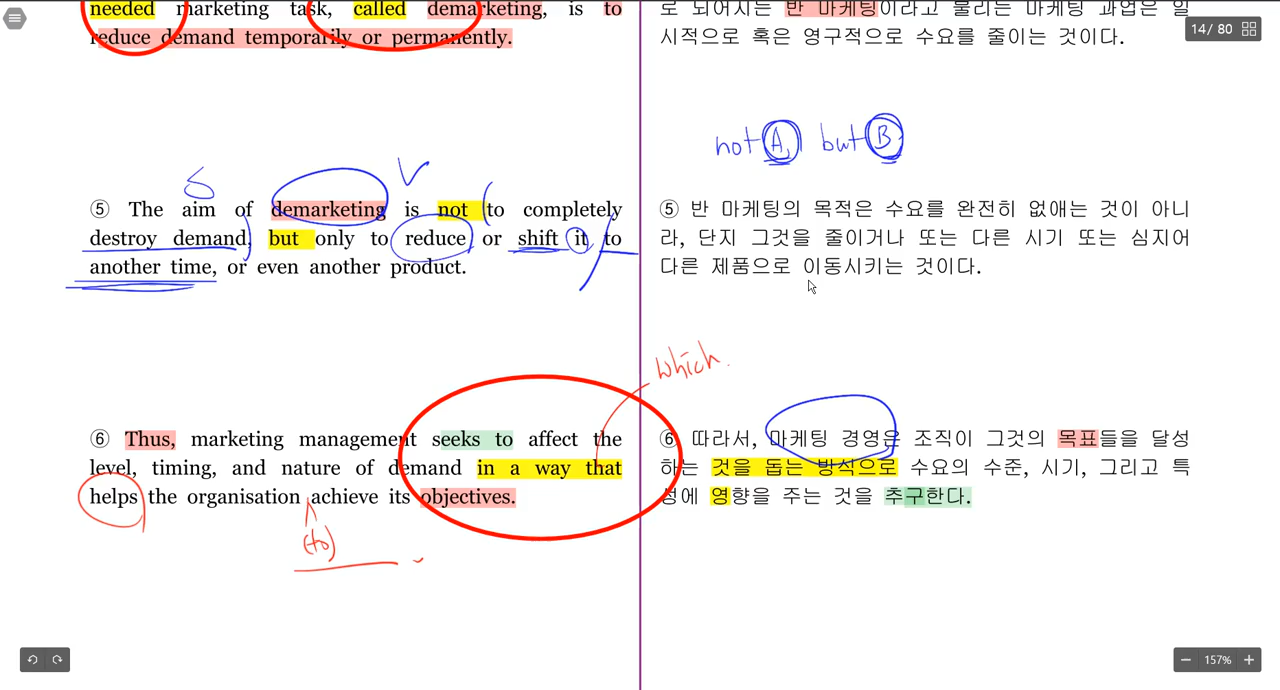 needed marketing task, called demarketing, is to
reduce demand temporarily or permanently.
로 되어지는 반 마케팅이라고 불리는 마케팅 과업은 일
시적으로 혹은 영구적으로 수요를 줄이는 것이다.
14/ 80
not A, but B
S
V
⑤ The aim of demarketing is not (to completely
destroy demand) but only to reduce or shift it to
another time, or even another product.
⑤ 반 마케팅의 목적은 수요를 완전히 없애는 것이 아니
라, 단지 그것을 줄이거나 또는 다른 시기 또는 심지어
다른 제품으로 이동시키는 것이다.
which
⑥ Thus, marketing management seeks to affect the
level, timing, and nature of demand in a way that
helps the organisation achieve its objectives.
(to)
⑥ 따라서, 마케팅 경영은 조직이 그것의 목표들을 달성
하는 것을 돕는 방식으로 수요의 수준, 시기, 그리고 특
성에 영향을 주는 것을 추구한다.
157%